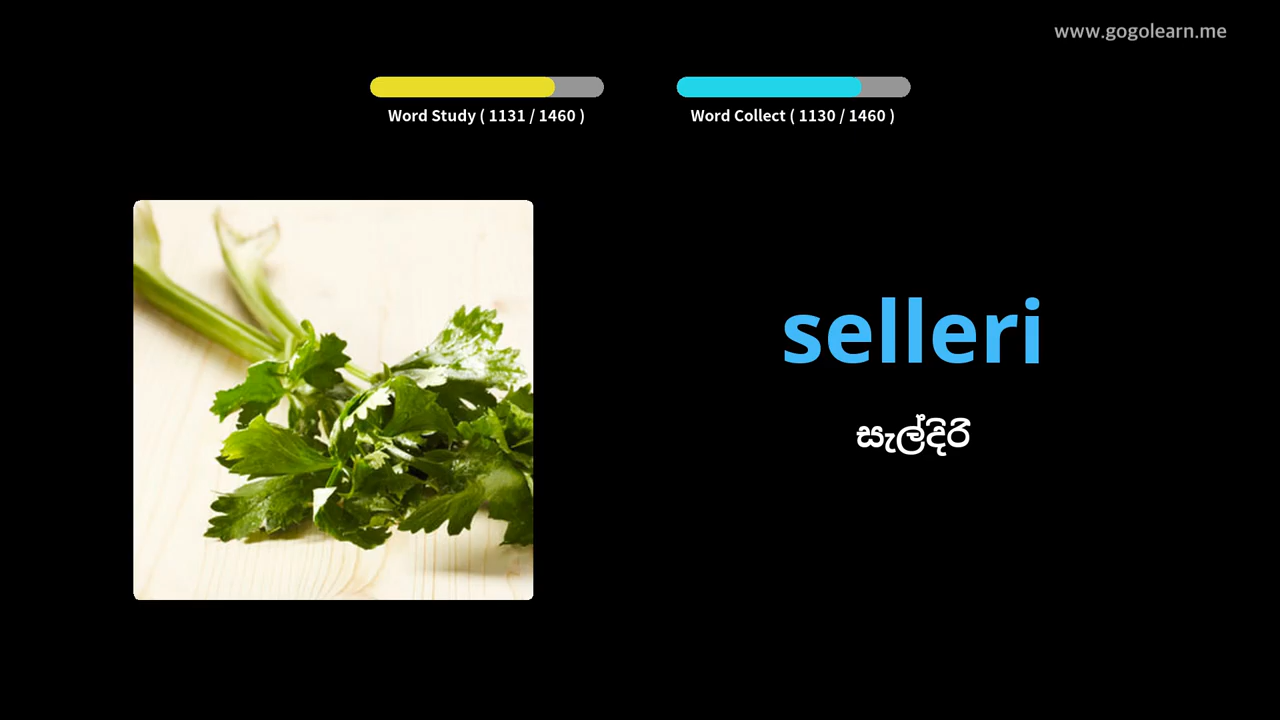 www.gogolearn.me
Word Study ( 1131 / 1460 )
Word Collect ( 1130 / 1460 )
selleri
සැල්දිරි